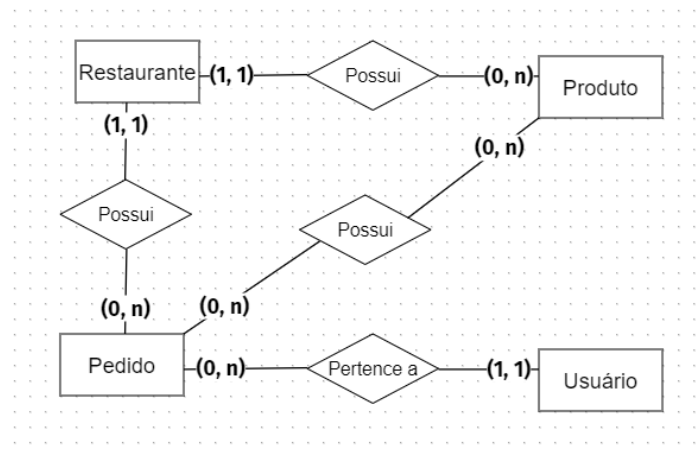 Restaurante
(1, 1)
Possui
(0, n)
Produto
(1, 1)
(0, n)
Possui
Possui
(0, n)
(0, n)
Pedido
(0, n)
Pertence a
(1, 1)
Usuário